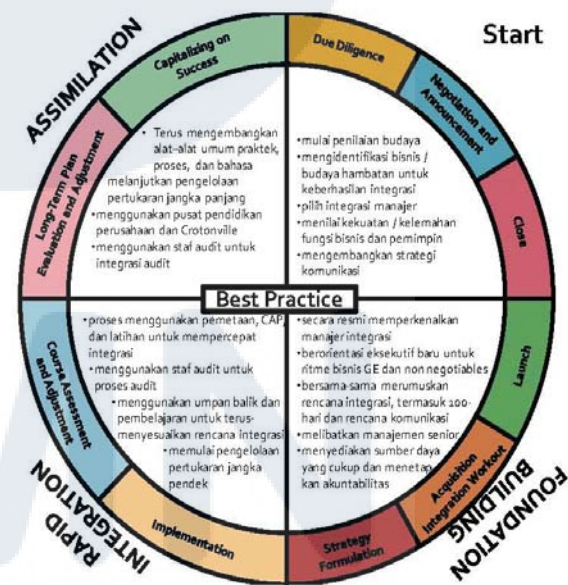 Start
Due Diligence
Negotiation and
Announcement
Close
•mulai penilaian budaya
•mengidentifikasi bisnis /
budaya hambatan untuk
keberhasilan integrasi
•pilih integrasi manajer
•menilai kekuatan / kelemahan
fungsi bisnis dan pemimpin
•mengembangkan strategi
komunikasi
Launch
Acquisition
Integration Workout
Strategy
Formulation
FOUNDATION
BUILDING
•secara resmi memperkenalkan
manajer integrasi
•berorientasi eksekutif baru untuk
ritme bisnis GE dan non negotiables
•bersama-sama merumuskan
rencana integrasi, termasuk 100-
hari dan rencana komunikasi
•melibatkan manajemen senior
•menyediakan sumber daya
yang cukup dan menetap
kan akuntabilitas
Implementation
Course Assessment
and Adjustment
RAPID
INTEGRATION
•proses menggunakan pemetaan, CAP,
dan latihan untuk mempercepat
integrasi
•menggunakan staf audit untuk
proses audit
•menggunakan umpan balik dan
pembelajaran untuk terus-
menyesualkan rencana integrasi
•memulai pengelolaan
pertukaran jangka
pendek
Long-Term Plan
Evaluation and Adjustment
Capitalizing on
Success
ASSIMILATION
• Terus mengembangkan
alat-alat umum praktek,
proses, dan bahasa
melanjutkan pengelolaan
pertukaran jangka panjang
•menggunakan pusat pendidikan
perusahaan dan Crotonville
•menggunakan staf audit untuk
integrasi audit
Best Practice